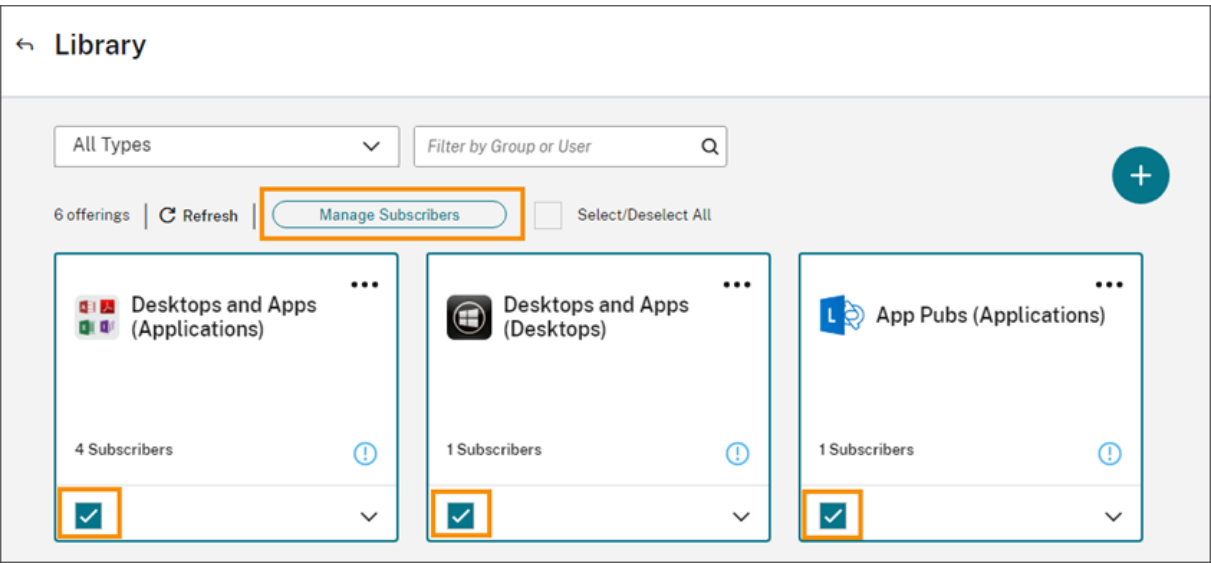 Library
All Types
Filter by Group or User
6 offerings
Refresh
Manage Subscribers
Select/Deselect All
Desktops and Apps
(Applications)
4 Subscribers
Desktops and Apps
(Desktops)
1 Subscribers
App Pubs (Applications)
1 Subscribers